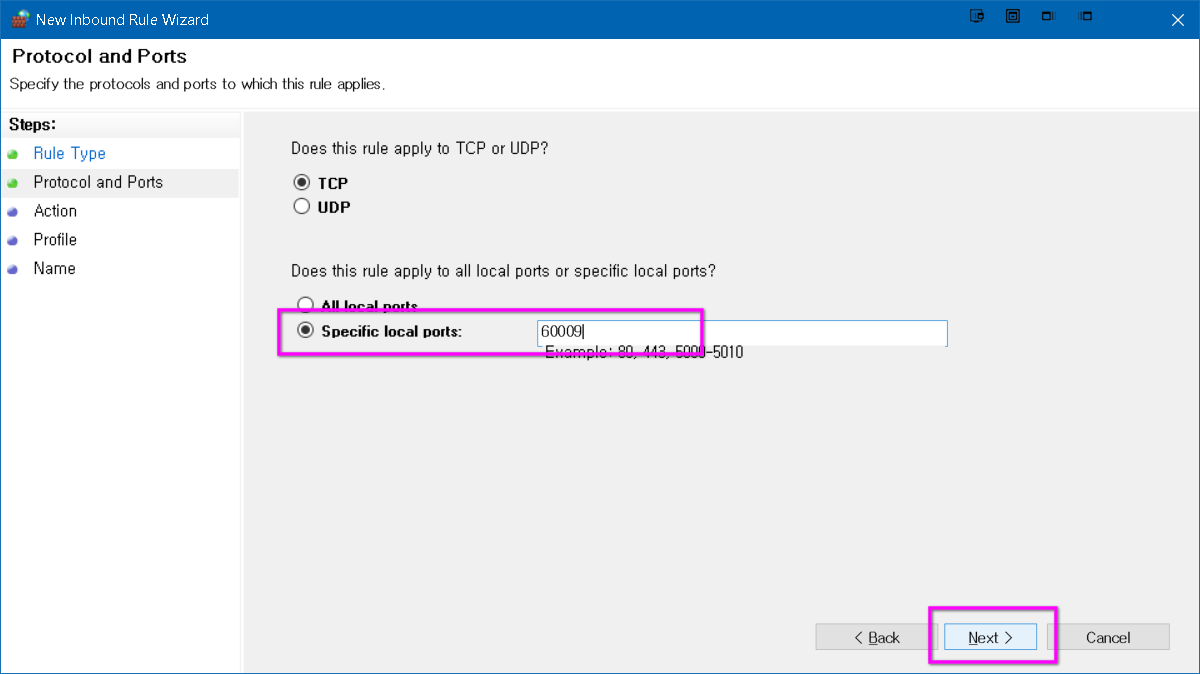 New Inbound Rule Wizard
Protocol and Ports
Specify the protocols and ports to which this rule applies.
Steps:
Rule Type
Protocol and Ports
Action
Profile
Name
Does this rule apply to TCP or UDP?
TCP
UDP
Does this rule apply to all local ports or specific local ports?
All local ports
Specific local ports:
60009
Example: 80, 443, 5000-5010
< Back
Next >
Cancel